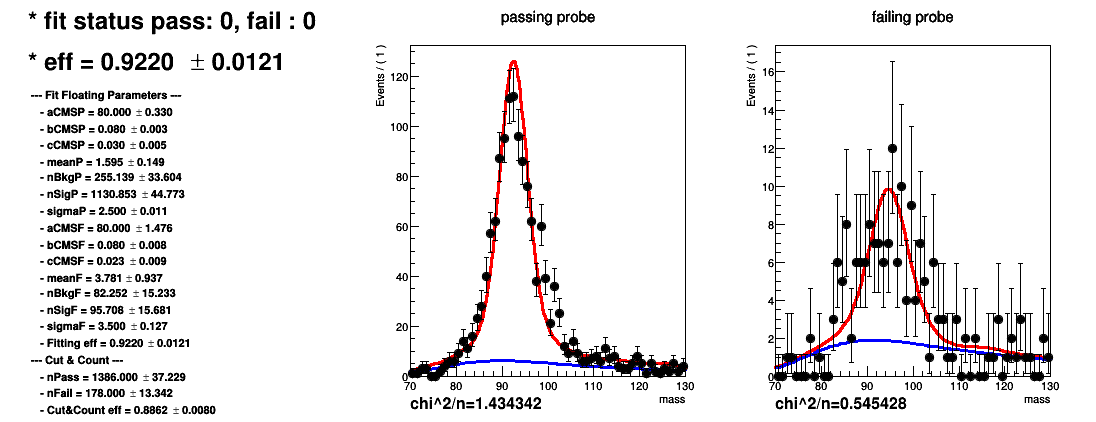 * fit status pass: 0, fail : 0
* eff = 0.9220 ± 0.0121
--- Fit Floating Parameters ---
- aCMSP = 80.000 ± 0.330
- bCMSP = 0.080 ± 0.003
- cCMSP = 0.030 ± 0.005
- meanP = 1.595 ± 0.149
- nBkgP = 255.139 ± 33.604
- nSigP = 1130.853 ± 44.773
- sigmaP = 2.500 ± 0.011
- aCMSF = 80.000 ± 1.476
- bCMSF = 0.080 ± 0.008
- cCMSF = 0.023 ± 0.009
- meanF = 3.781 ± 0.937
- nBkgF = 82.252 ± 15.233
- nSigF = 95.708 ± 15.681
- sigmaF = 3.500 ± 0.127
- Fitting eff = 0.9220 ± 0.0121
--- Cut & Count ---
- nPass = 1386.000 ± 37.229
- nFail = 178.000 ± 13.342
- Cut&Count eff = 0.8862 ± 0.0080
passing probe
Events / ( 1 )
120
100
80
60
40
20
0
70 80 90 100 110 120 130
mass
chi^2/n=1.434342
failing probe
Events / ( 1 )
16
14
12
10
8
6
4
2
0
70 80 90 100 110 120 130
mass
chi^2/n=0.545428